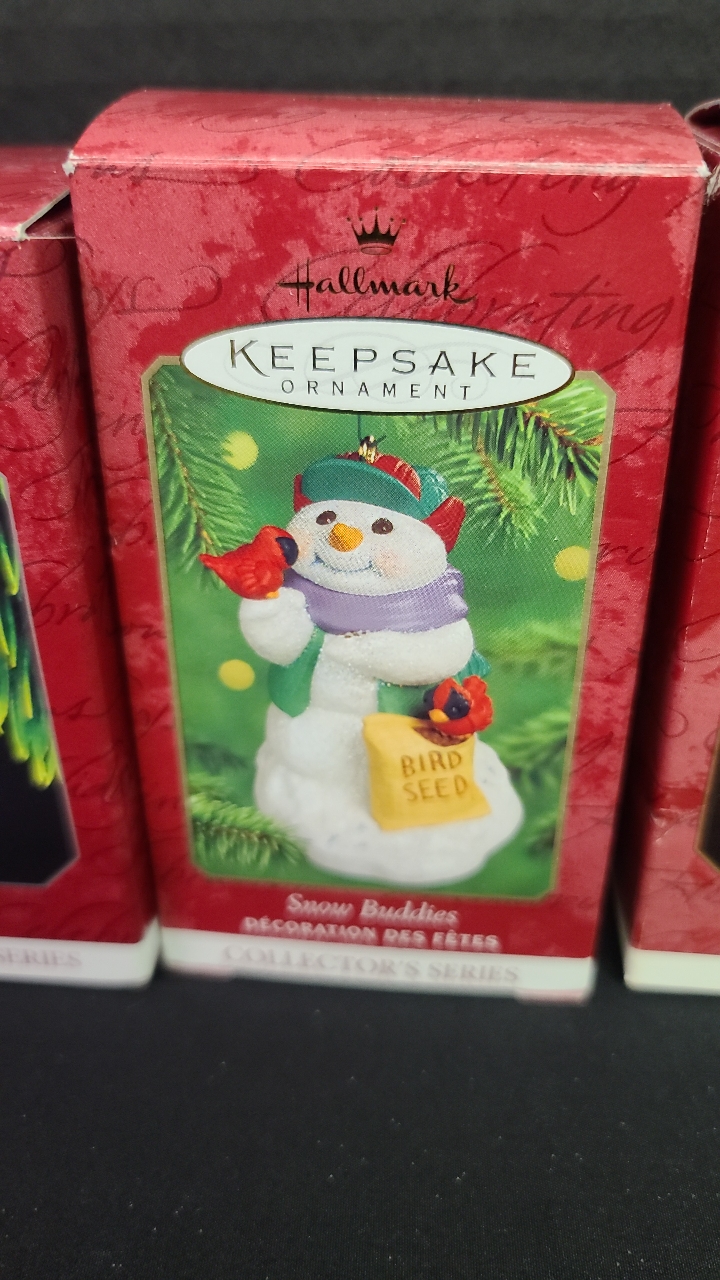 Hallmark
KEEPSAKE
ORNAMENT
BIRD
SEED
Snow Buddies
DÉCORATION DES FÊTES
COLLECTOR'S SERIES
SERIES